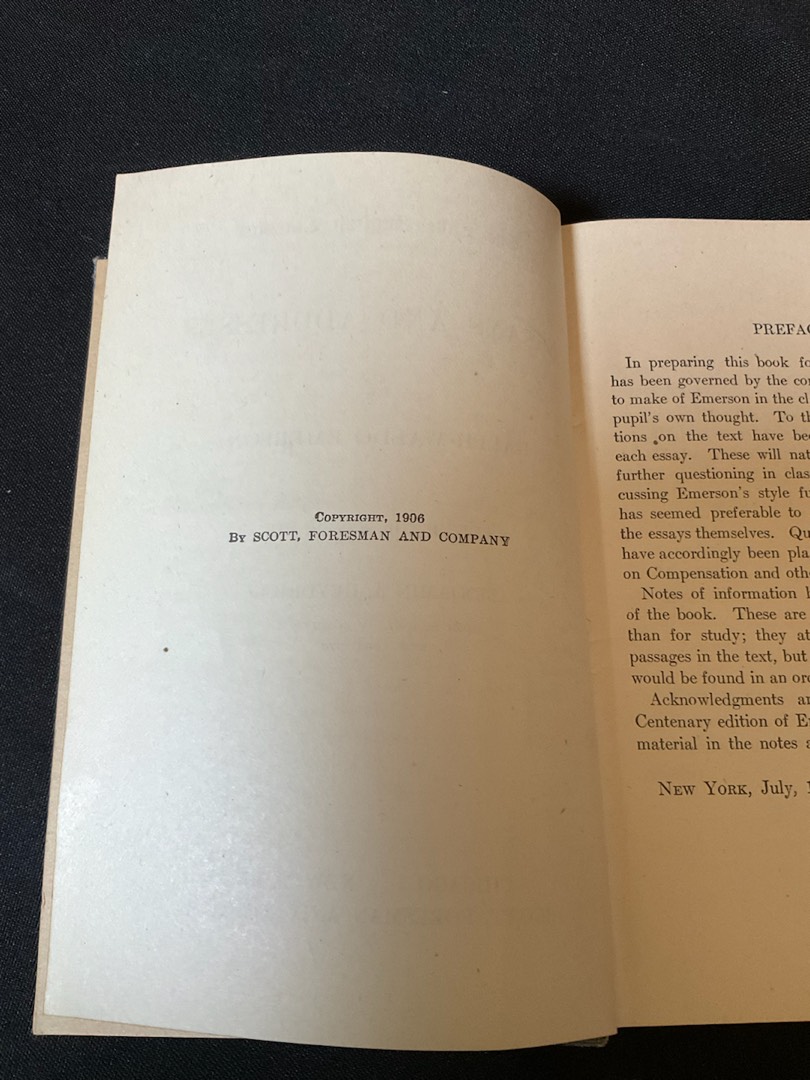 COPYRIGHT, 1906
BY SCOTT, FORESMAN AND COMPANY
PREFAC
In preparing this book fo
has been governed by the con
to make of Emerson in the cl
pupil's own thought. To th
tions on the text have bee
each essay. These will nat
further questioning in clas
cussing Emerson's style fu
has seemed preferable to
the essays themselves. Qu
have accordingly been pla
on Compensation and oth
Notes of information
of the book. These are
than for study; they at
passages in the text, but
would be found in an ord
Acknowledgments ar
Centenary edition of E
material in the notes a
NEW YORK, July,